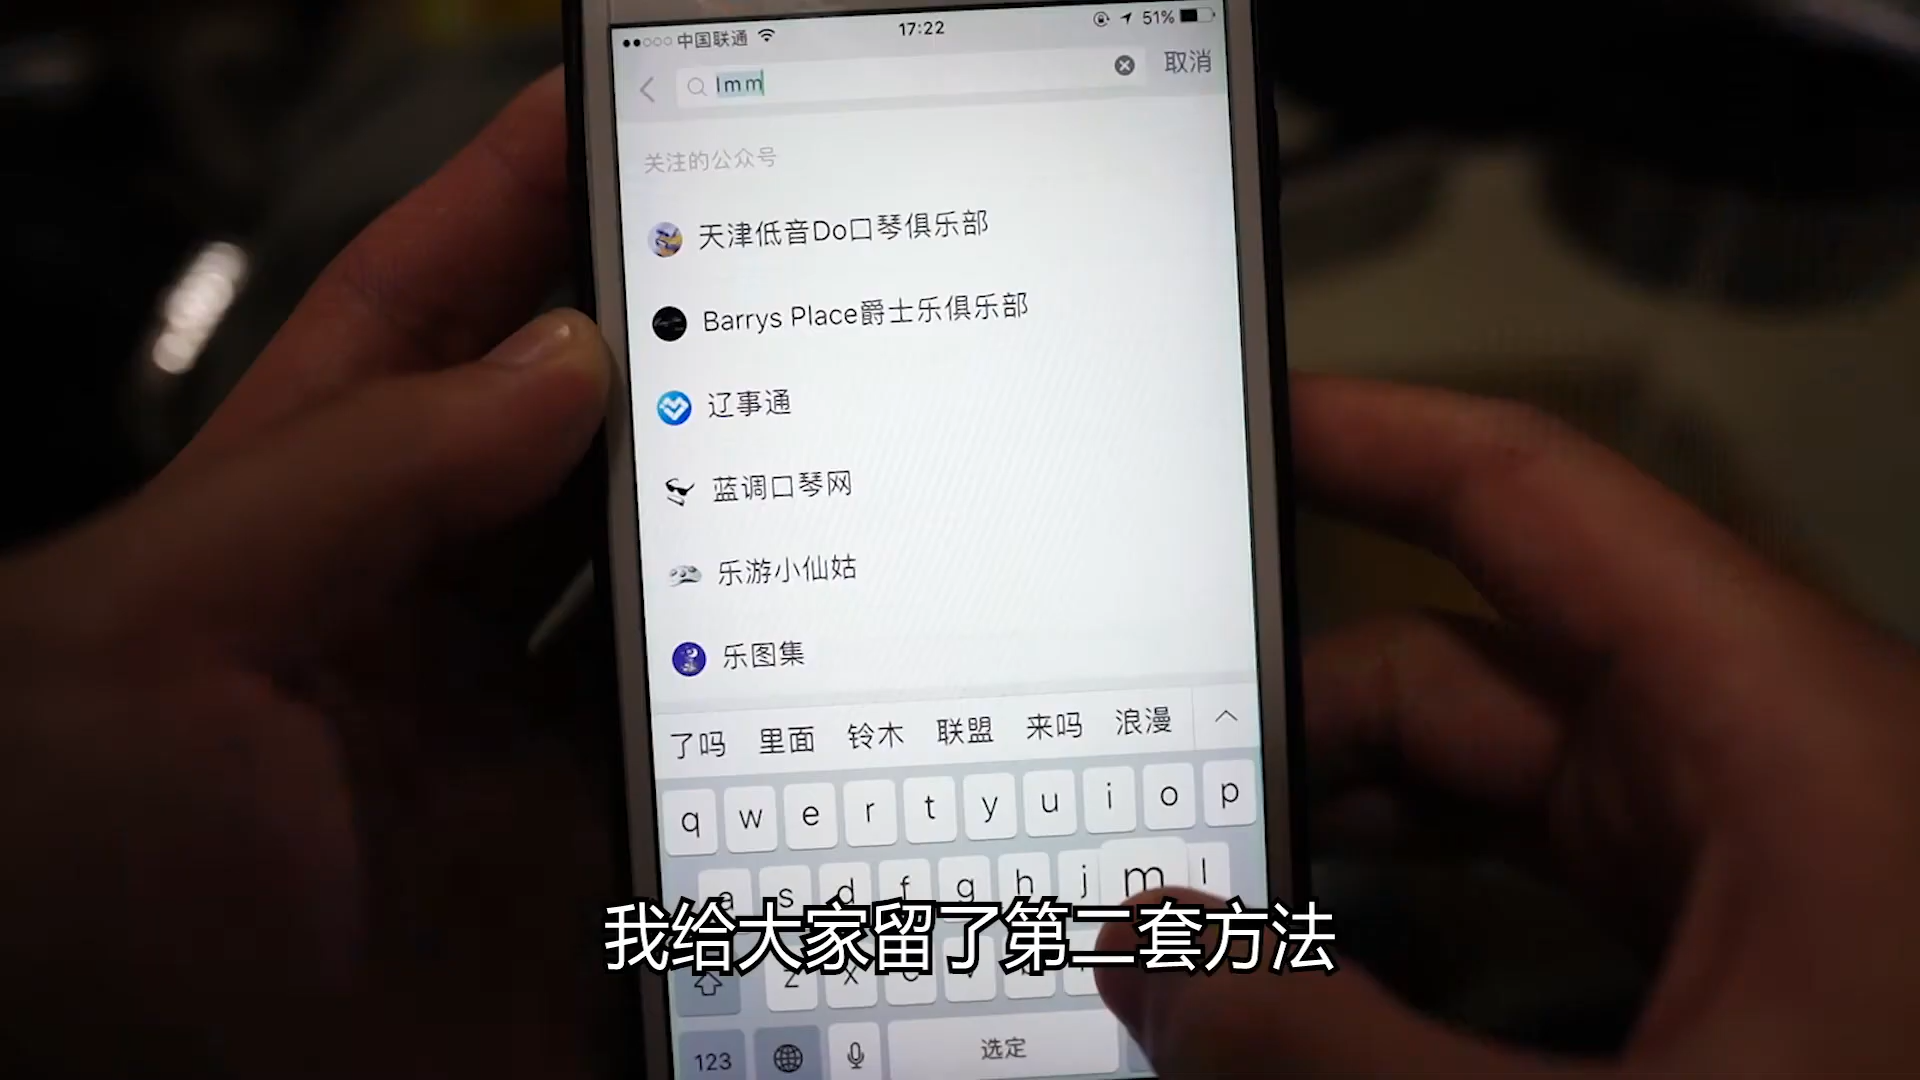 中国联通 17:22 51%
l m m 取消
关注的公众号
天津低音Do口琴俱乐部
Barrys Place爵士乐俱乐部
辽事通
蓝调口琴网
乐游小仙姑
乐图集
了吗 里面 铃木 联盟 来吗 浪漫
q w e r t y u i o p
a s d f g h j m l
我给大家留了第二套方法
z x c v b
123 选定